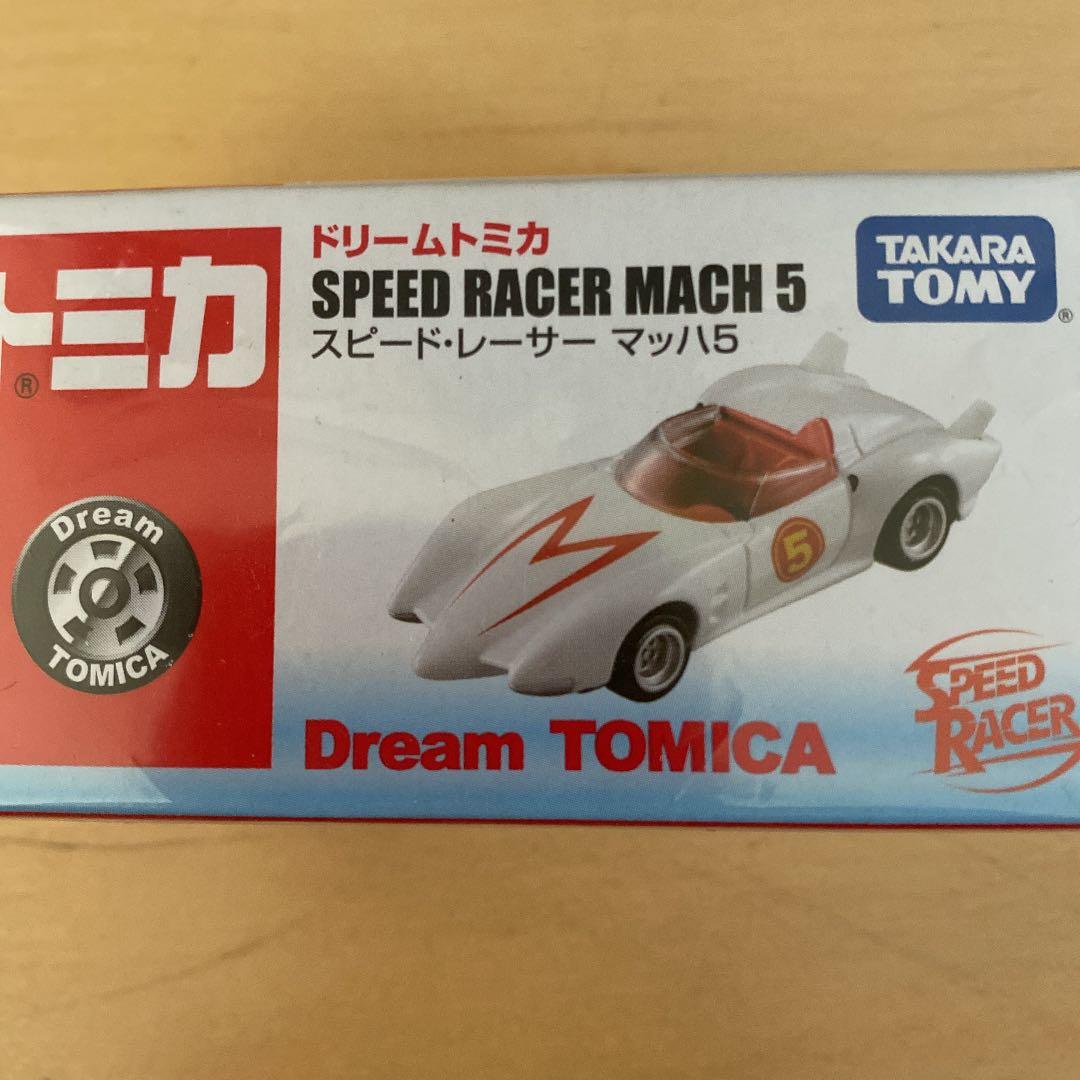 トミカ
®
ドリームトミカ
SPEED RACER MACH 5
スピード・レーサー マッハ5
TAKARA
TOMY
®
M
5
Dream
TOMICA
Dream TOMICA
SPEED
RACER